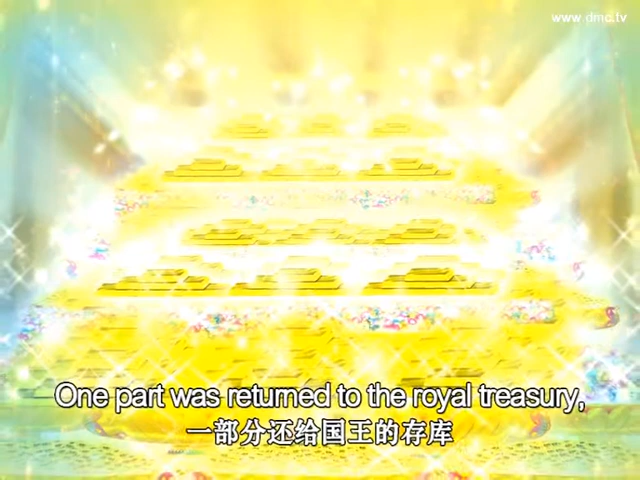 www.dmc.tv
One part was returned to the royal treasury,
一部分还给国王的存库